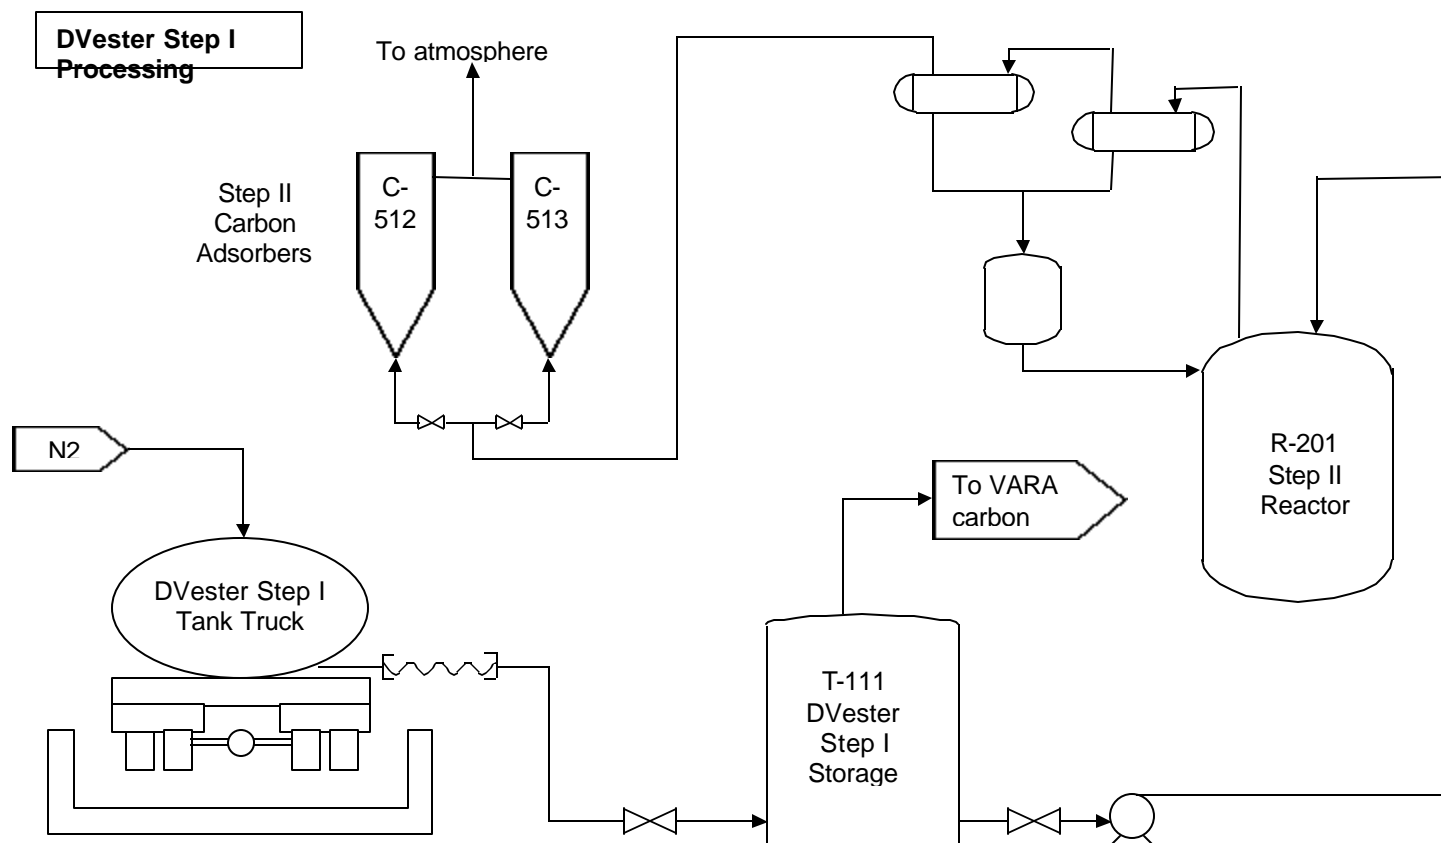 DVester Step I
Processing
To atmosphere
C-
512
C-
513
Step II
Carbon
Adsorbers
N2
R-201
Step II
Reactor
To VARA
carbon
DVester Step I
Tank Truck
T-111
DVester
Step I
Storage